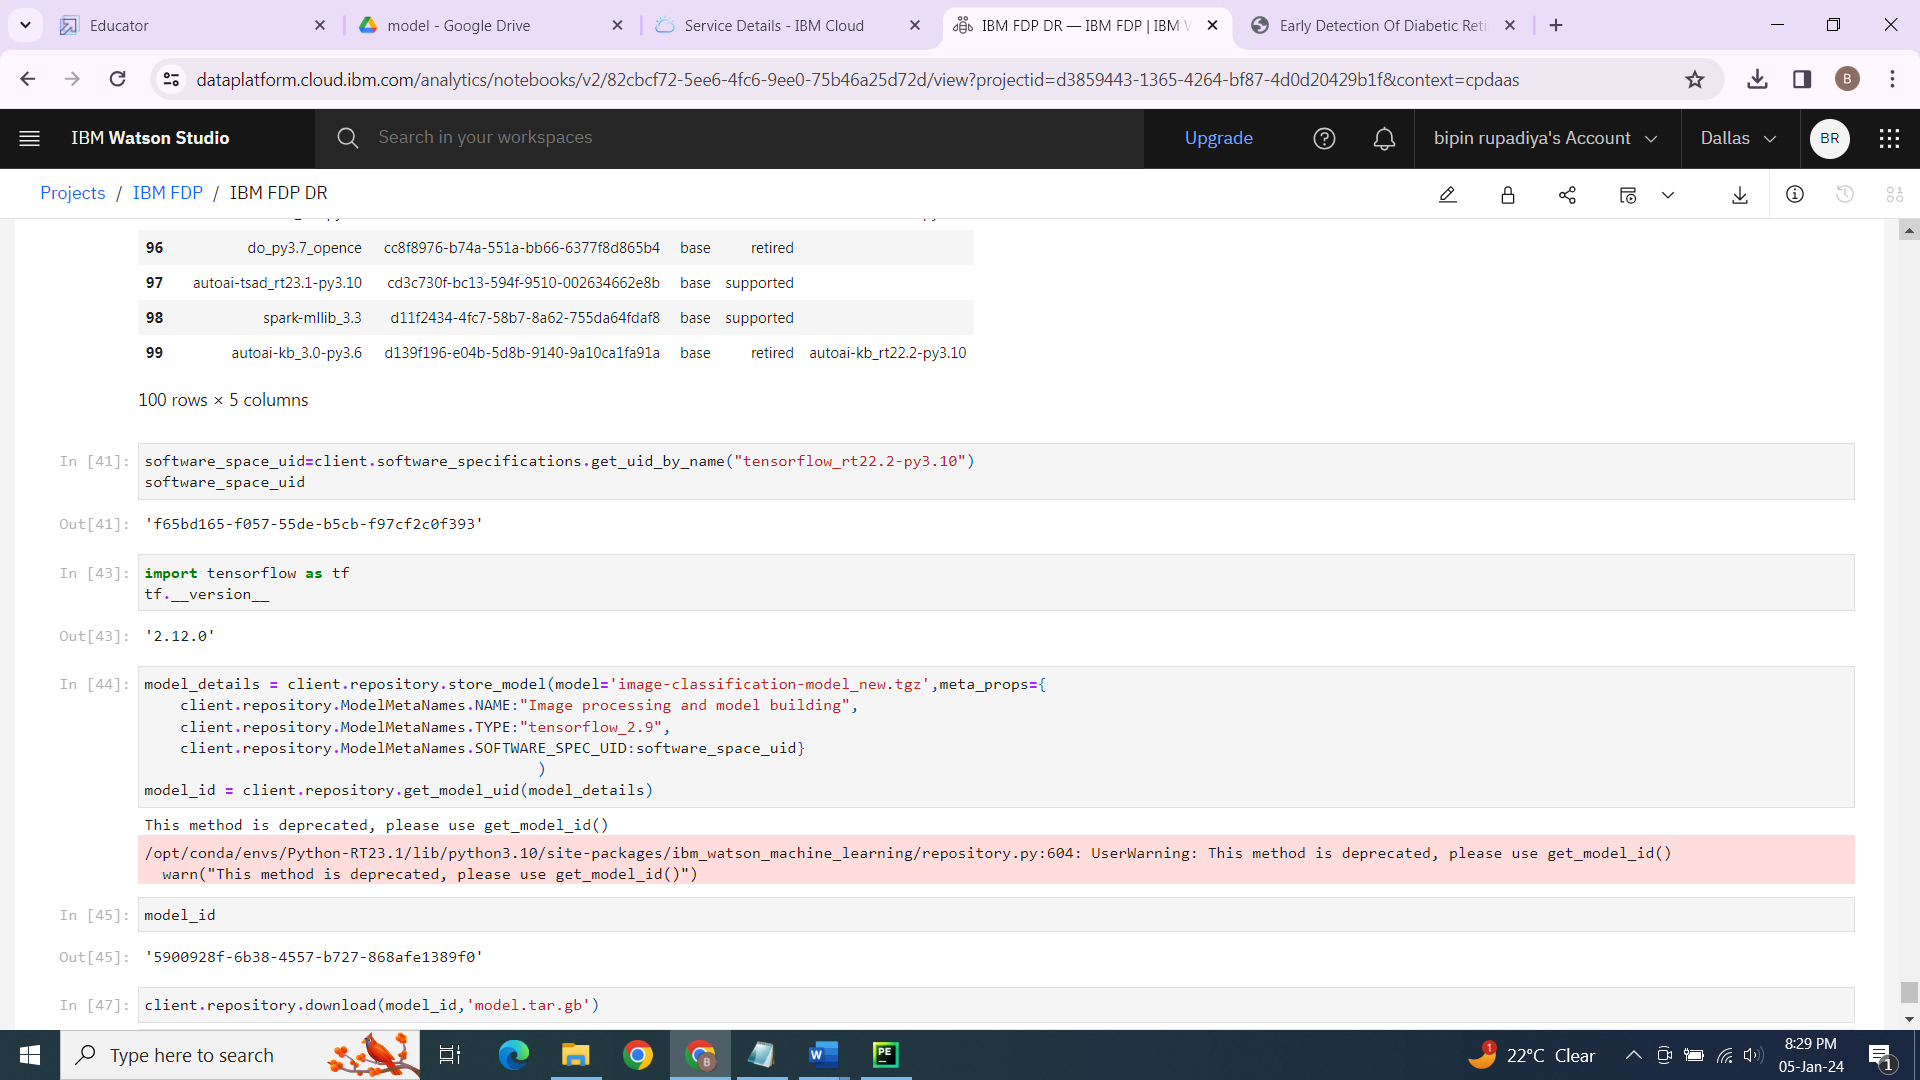 Educator
model - Google Drive
Service Details - IBM Cloud
IBM FDP DR — IBM FDP | IBM W
Early Detection Of Diabetic Reti
dataplatform.cloud.ibm.com/analytics/notebooks/v2/82cbcf72-5ee6-4fc6-9ee0-75b46a25d72d/view?projectid=d3859443-1365-4264-bf87-4d0d20429b1f&context=cpdaas
B
IBM Watson Studio
Search in your workspaces
Upgrade
bipin rupadiya's Account
Dallas
BR
Projects / IBM FDP / IBM FDP DR
96 do_py3.7_opence cc8f8976-b74a-551a-bb66-6377f8d865b4 base retired
97 autoai-tsad_rt23.1-py3.10 cd3c730f-bc13-594f-9510-002634662e8b base supported
98 spark-mllib_3.3 d11f2434-4fc7-58b7-8a62-755da64fdaf8 base supported
99 autoai-kb_3.0-py3.6 d139f196-e04b-5d8b-9140-9a10ca1fa91a base retired autoai-kb_rt22.2-py3.10
100 rows × 5 columns
In [41]: software_space_uid=client.software_specifications.get_uid_by_name("tensorflow_rt22.2-py3.10")
software_space_uid
Out[41]: 'f65bd165-f057-55de-b5cb-f97cf2c0f393'
In [43]: import tensorflow as tf
tf.__version__
Out[43]: '2.12.0'
In [44]: model_details = client.repository.store_model(model='image-classification-model_new.tgz',meta_props={
client.repository.ModelMetaNames.NAME:"Image processing and model building",
client.repository.ModelMetaNames.TYPE:"tensorflow_2.9",
client.repository.ModelMetaNames.SOFTWARE_SPEC_UID:software_space_uid}
)
model_id = client.repository.get_model_uid(model_details)
This method is deprecated, please use get_model_id()
/opt/conda/envs/Python-RT23.1/lib/python3.10/site-packages/ibm_watson_machine_learning/repository.py:604: UserWarning: This method is deprecated, please use get_model_id()
warn("This method is deprecated, please use get_model_id()")
In [45]: model_id
Out[45]: '5900928f-6b38-4557-b727-868afe1389f0'
In [47]: client.repository.download(model_id,'model.tar.gb')
Type here to search
B
W
PE
1
22°C Clear
8:29 PM
05-Jan-24
1